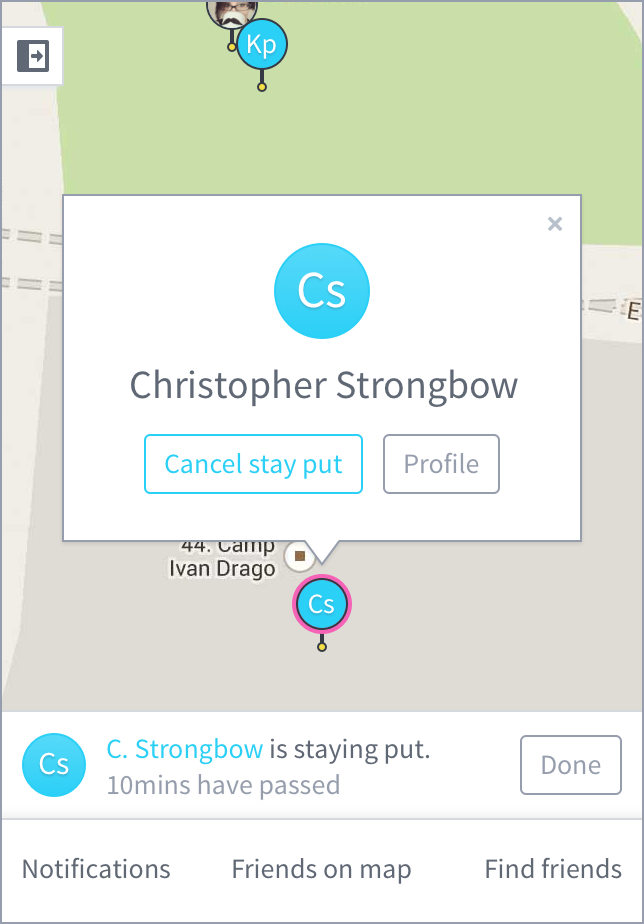 Kp
×
Cs
Christopher Strongbow
Cancel stay put
Profile
E
44. Camp
Ivan Drago
Cs
Cs
C. Strongbow is staying put.
10mins have passed
Done
Notifications
Friends on map
Find friends